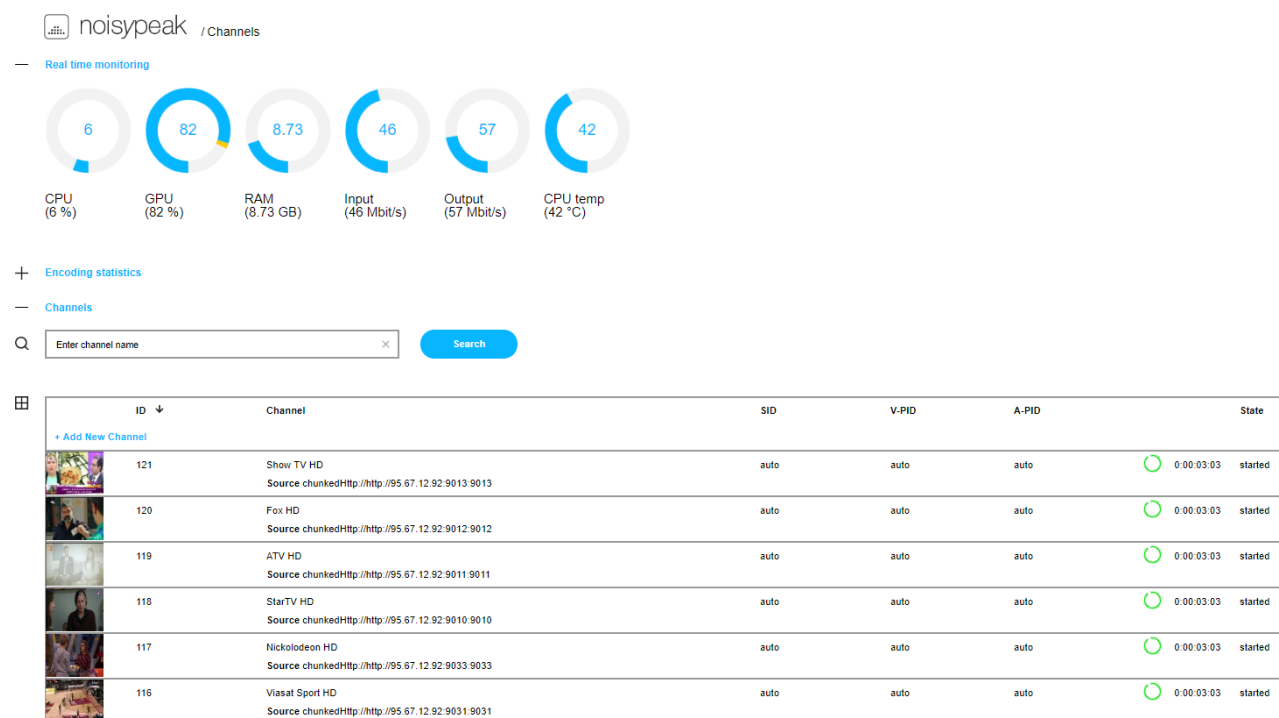 noisypeak / Channels
Real time monitoring
6 82 8.73 46 57 42
CPU GPU RAM Input Output CPU temp
(6 %) (82 %) (8.73 GB) (46 Mbit/s) (57 Mbit/s) (42 °C)
Encoding statistics
Channels
Enter channel name Search
ID Channel SID V-PID A-PID State
+ Add New Channel
121 Show TV HD auto auto auto 0:00:03:03 started
Source chunkedHttp://http://95.67.12.92:9013:9013
120 Fox HD auto auto auto 0:00:03:03 started
Source chunkedHttp://http://95.67.12.92:9012:9012
119 ATV HD auto auto auto 0:00:03:03 started
Source chunkedHttp://http://95.67.12.92:9011:9011
118 StarTV HD auto auto auto 0:00:03:03 started
Source chunkedHttp://http://95.67.12.92:9010:9010
117 Nickolodeon HD auto auto auto 0:00:03:03 started
Source chunkedHttp://http://95.67.12.92:9033:9033
116 Viasat Sport HD auto auto auto 0:00:03:03 started
Source chunkedHttp://http://95.67.12.92:9031:9031